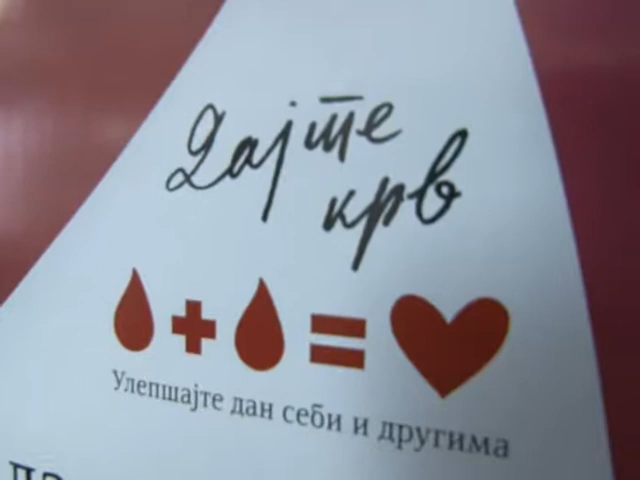 Дајте
крв
+ =
Улепшајте дан себи и другима